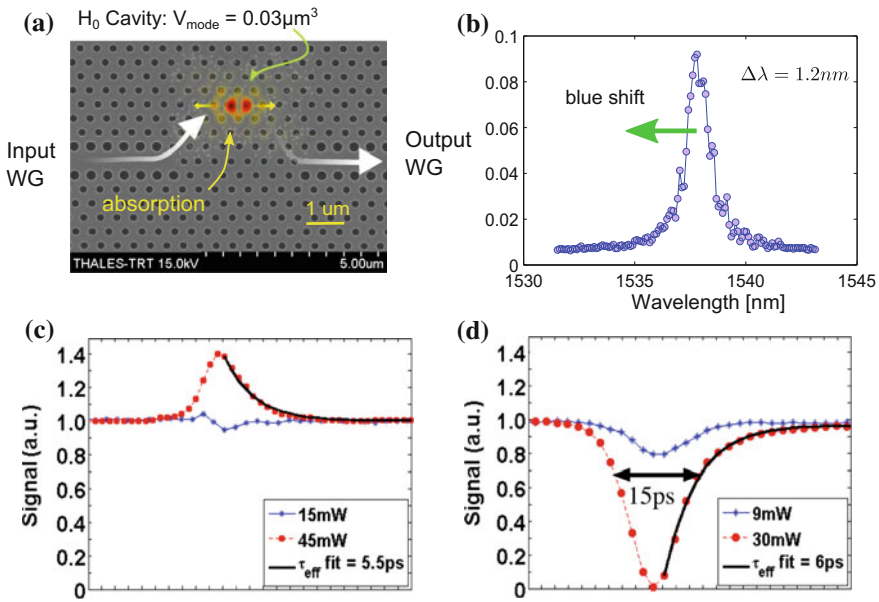 (a)
H₀ Cavity: Vmode = 0.03µm³
Input
WG
absorption
1 um
THALES-TRT 15.0kV
5.00um
Output
WG
(b)
0.1
0.08
0.06
0.04
0.02
0
Δλ = 1.2nm
blue shift
1530
1535
1540
1545
Wavelength [nm]
(c)
Signal (a.u.)
1.4
1.2
1.0
0.8
0.6
0.4
0.2
0
15mW
45mW
τeff fit = 5.5ps
(d)
Signal (a.u.)
1.4
1.2
1.0
0.8
0.6
0.4
0.2
0
15ps
9mW
30mW
τeff fit = 6ps